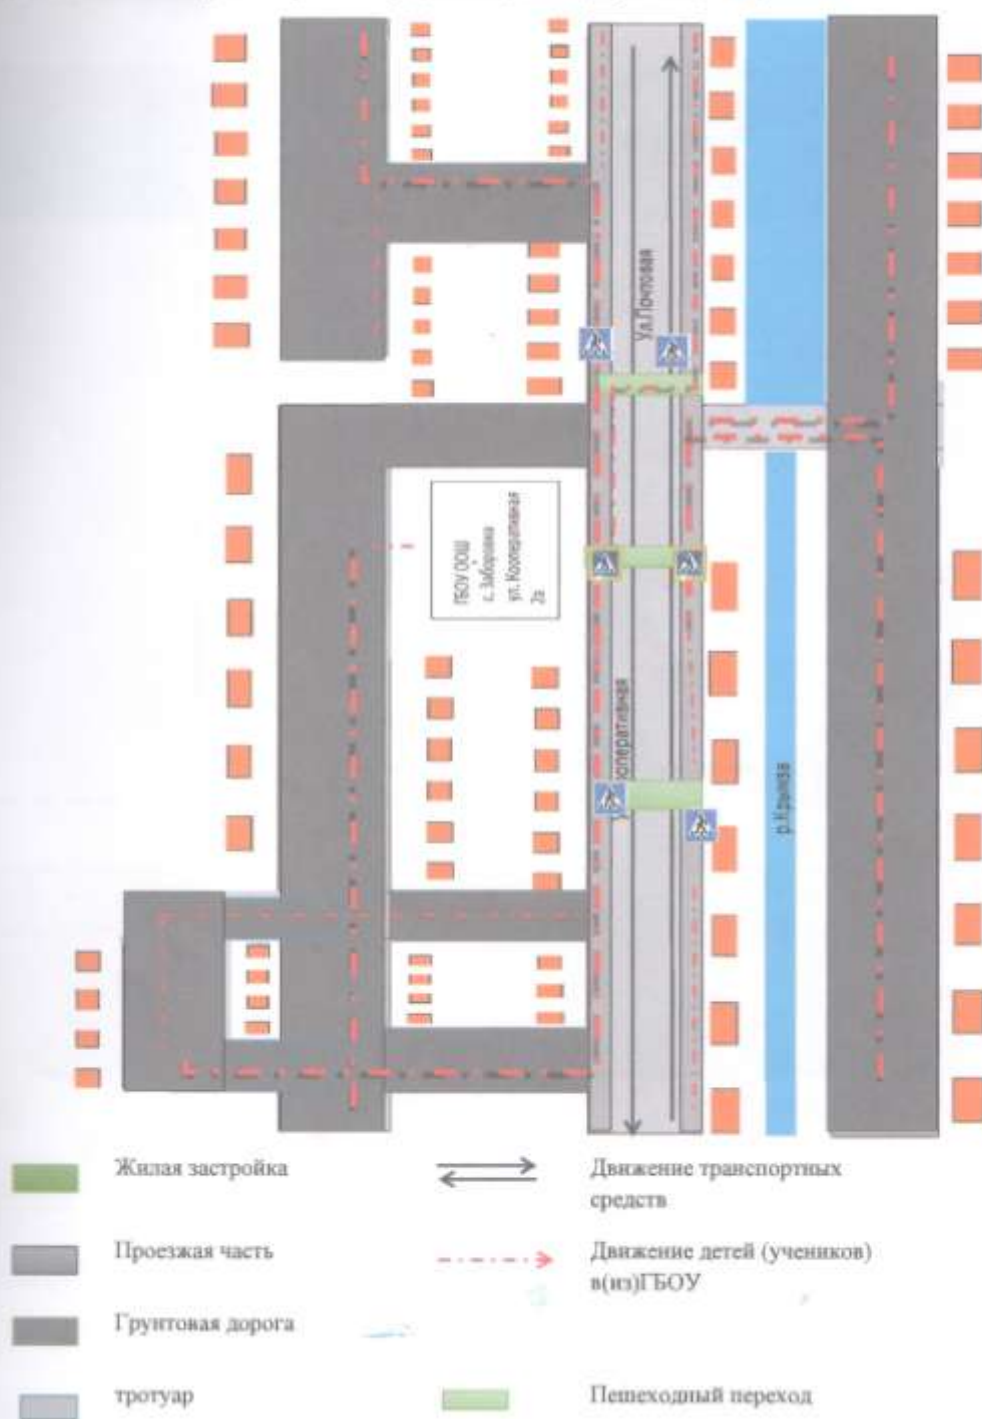 Ул.Почтовая
ГБОУ ООШ
с. Заборовка
ул. Кооперативная
2а
р.Крымза
Жилая застройка
Движение транспортных
средств
Проезжая часть
Движение детей (учеников)
в(из)ГБОУ
Грунтовая дорога
тротуар
Пешеходный переход